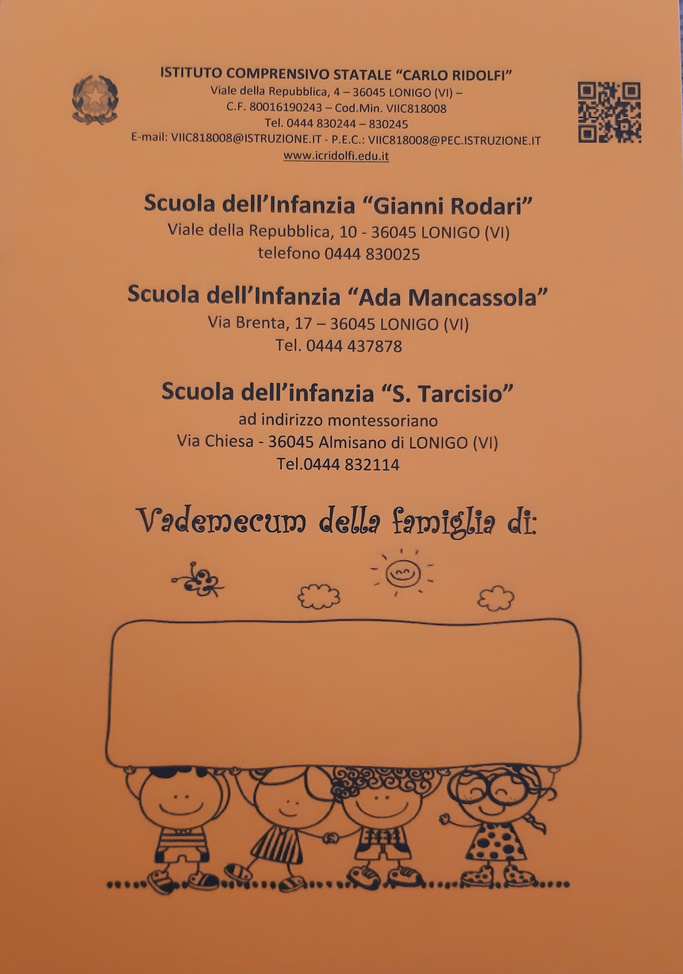 ISTITUTO COMPRENSIVO STATALE “CARLO RIDOLFI”
Viale della Repubblica, 4 – 36045 LONIGO (VI) –
C.F. 80016190243 – Cod.Min. VIIC818008
Tel. 0444 830244 – 830245
E-mail: VIIC818008@ISTRUZIONE.IT - P.E.C.: VIIC818008@PEC.ISTRUZIONE.IT
www.icridolfi.edu.it
Scuola dell’Infanzia “Gianni Rodari”
Viale della Repubblica, 10 - 36045 LONIGO (VI)
telefono 0444 830025
Scuola dell’Infanzia “Ada Mancassola”
Via Brenta, 17 – 36045 LONIGO (VI)
Tel. 0444 437878
Scuola dell’infanzia “S. Tarcisio”
ad indirizzo montessoriano
Via Chiesa - 36045 Almisano di LONIGO (VI)
Tel.0444 832114
Vademecum della famiglia di: